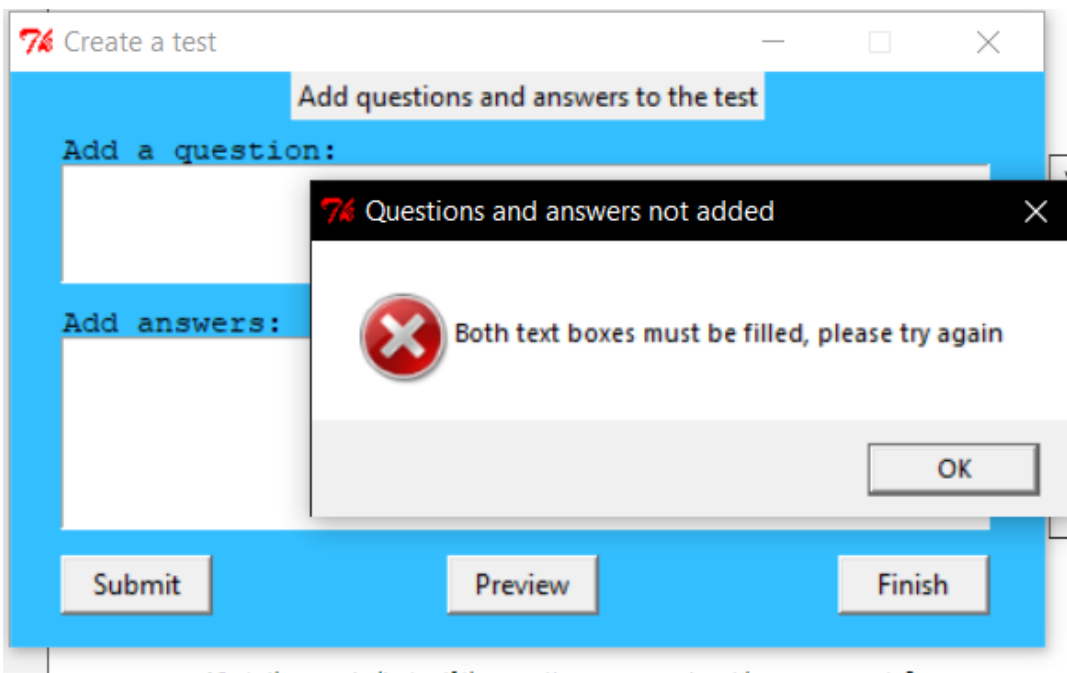 Create a test
Add questions and answers to the test
Add a question:
Questions and answers not added
Both text boxes must be filled, please try again
Add answers:
OK
Submit
Preview
Finish